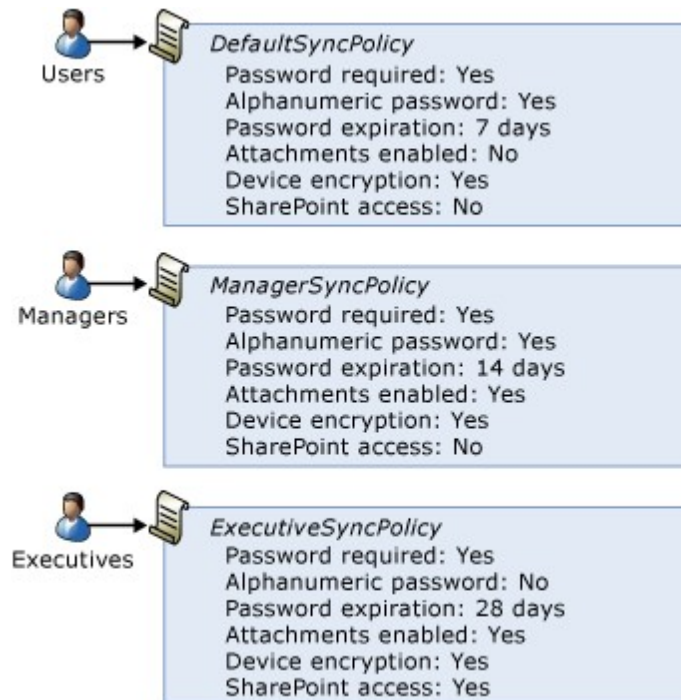 Users
DefaultSyncPolicy
Password required: Yes
Alphanumeric password: Yes
Password expiration: 7 days
Attachments enabled: No
Device encryption: Yes
SharePoint access: No
Managers
ManagerSyncPolicy
Password required: Yes
Alphanumeric password: Yes
Password expiration: 14 days
Attachments enabled: Yes
Device encryption: Yes
SharePoint access: No
Executives
ExecutiveSyncPolicy
Password required: Yes
Alphanumeric password: No
Password expiration: 28 days
Attachments enabled: Yes
Device encryption: Yes
SharePoint access: Yes